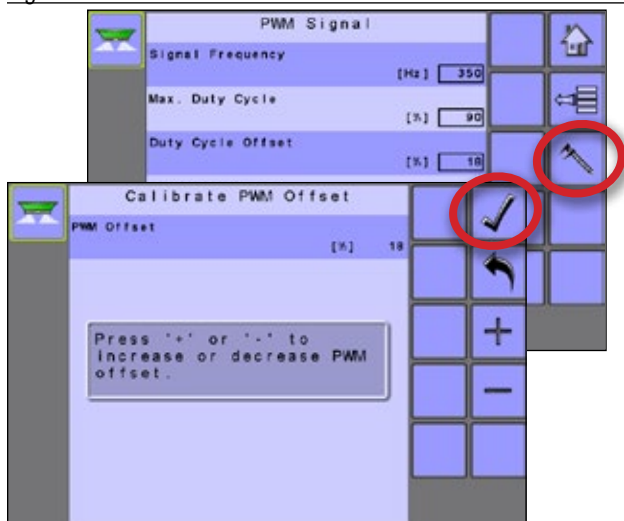 PWM Signal
Signal Frequency
[Hz] 350
Max. Duty Cycle
[%] 90
Duty Cycle Offset
[%] 18
Calibrate PWM Offset
PWM Offset
[%] 18
Press '+' or '-' to
increase or decrease PWM
offset.
+
-